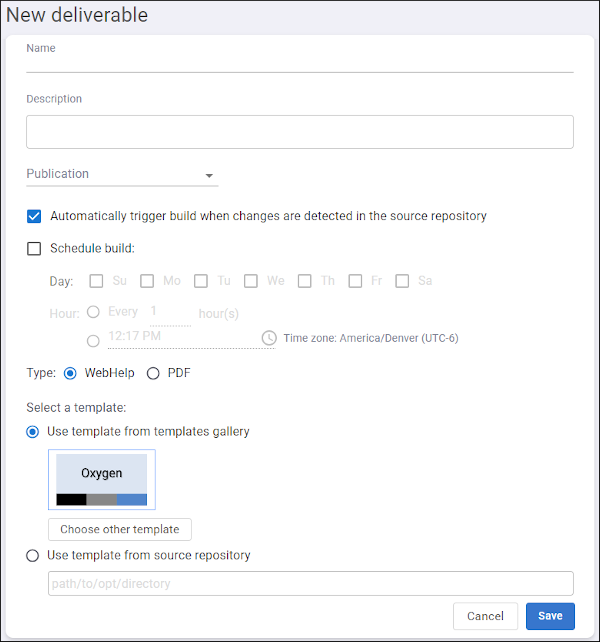 New deliverable
Name
Description
Publication
Automatically trigger build when changes are detected in the source repository
Schedule build:
Day: Su Mo Tu We Th Fr Sa
Hour: Every 1 hour(s)
12:17 PM Time zone: America/Denver (UTC-6)
Type: WebHelp PDF
Select a template:
Use template from templates gallery
Oxygen
Choose other template
Use template from source repository
path/to/opt/directory
Cancel Save